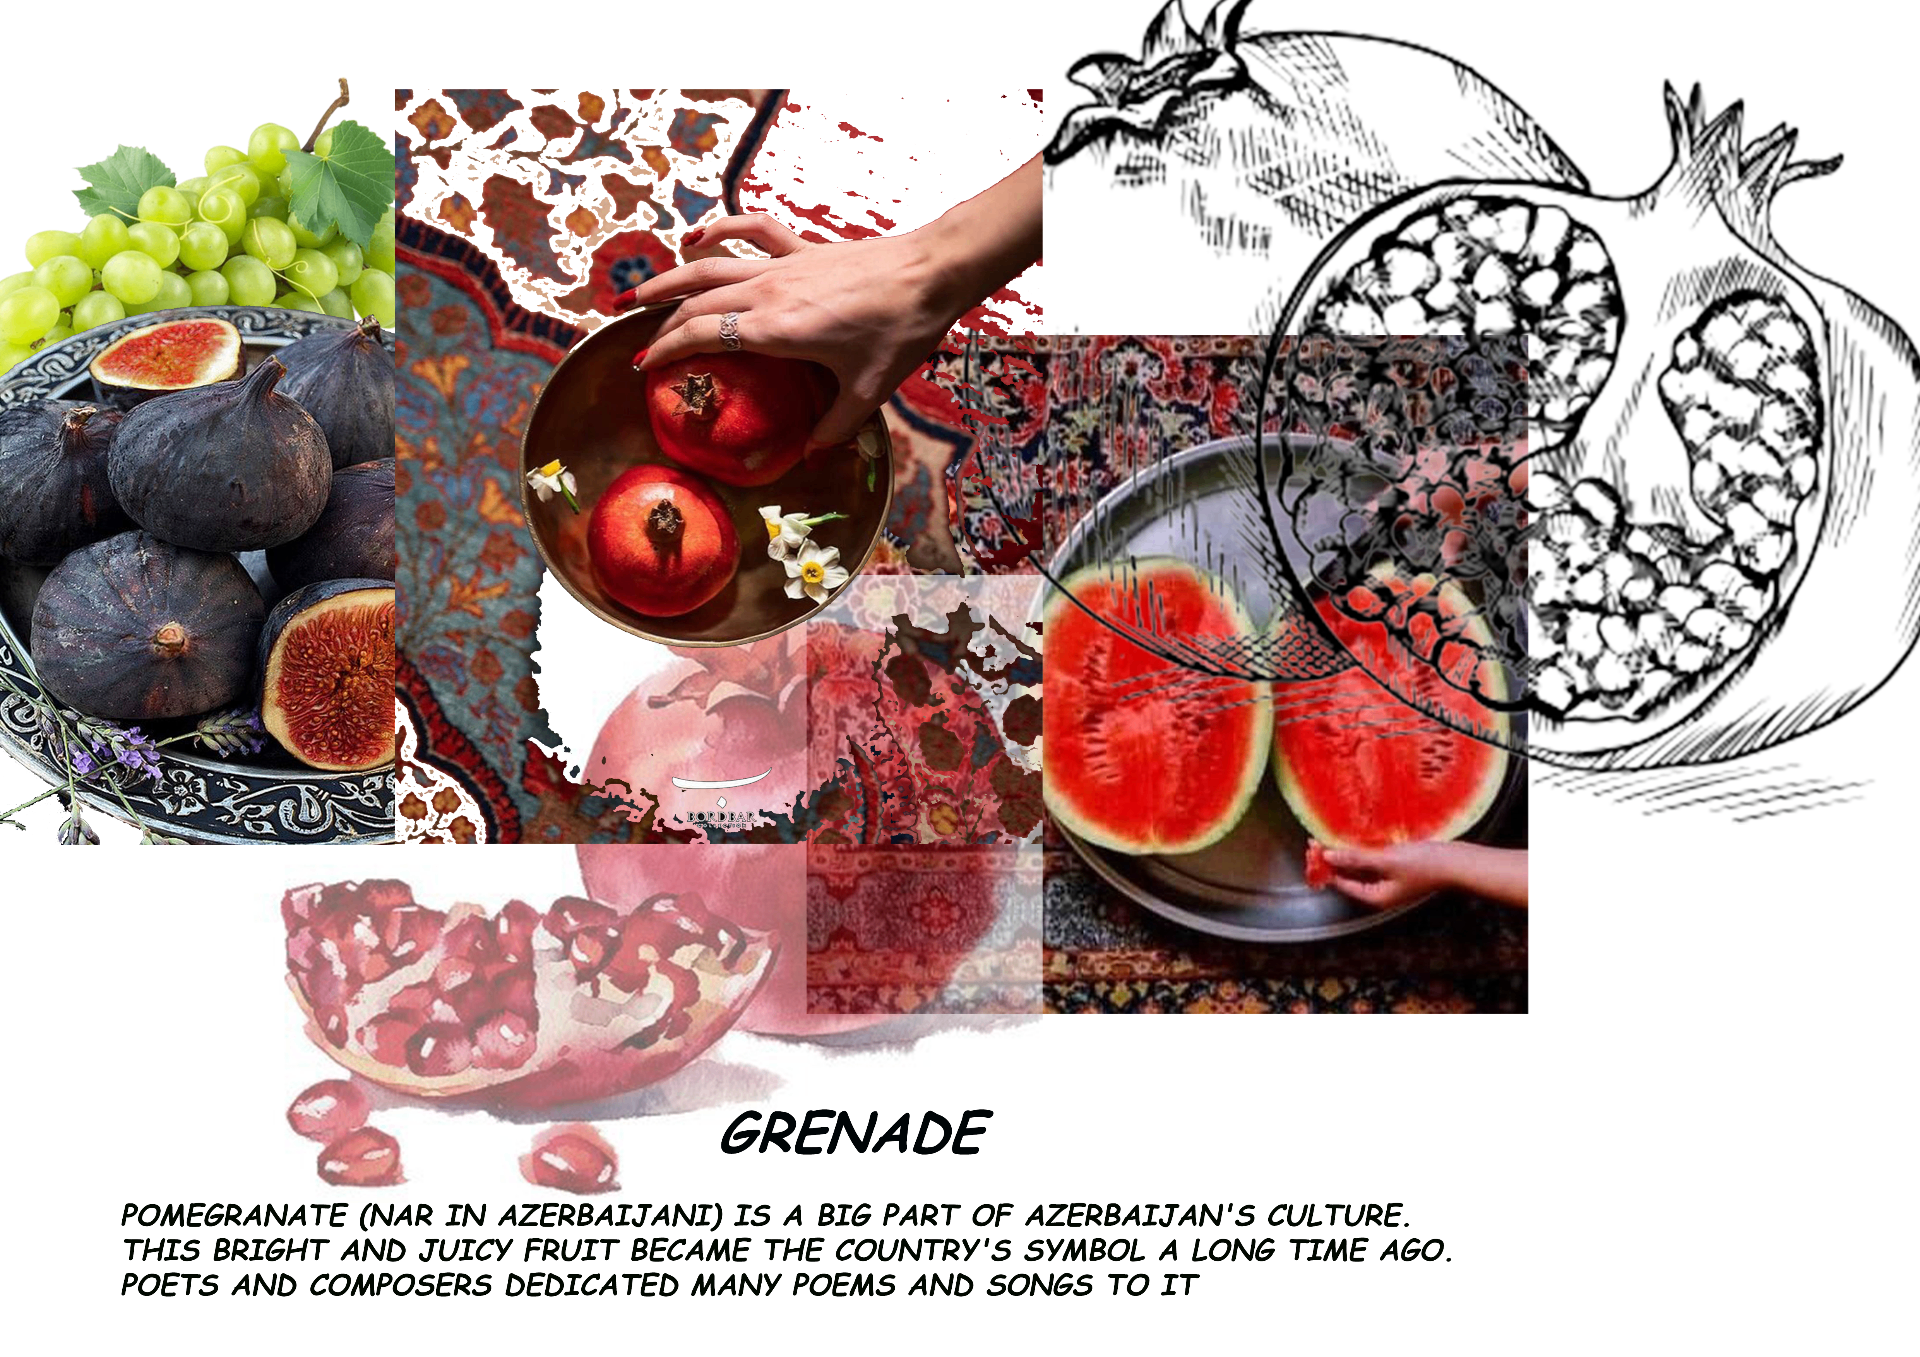 ب
BORDBAR
GRENADE
POMEGRANATE (NAR IN AZERBAIJANI) IS A BIG PART OF AZERBAIJAN'S CULTURE.
THIS BRIGHT AND JUICY FRUIT BECAME THE COUNTRY'S SYMBOL A LONG TIME AGO.
POETS AND COMPOSERS DEDICATED MANY POEMS AND SONGS TO IT